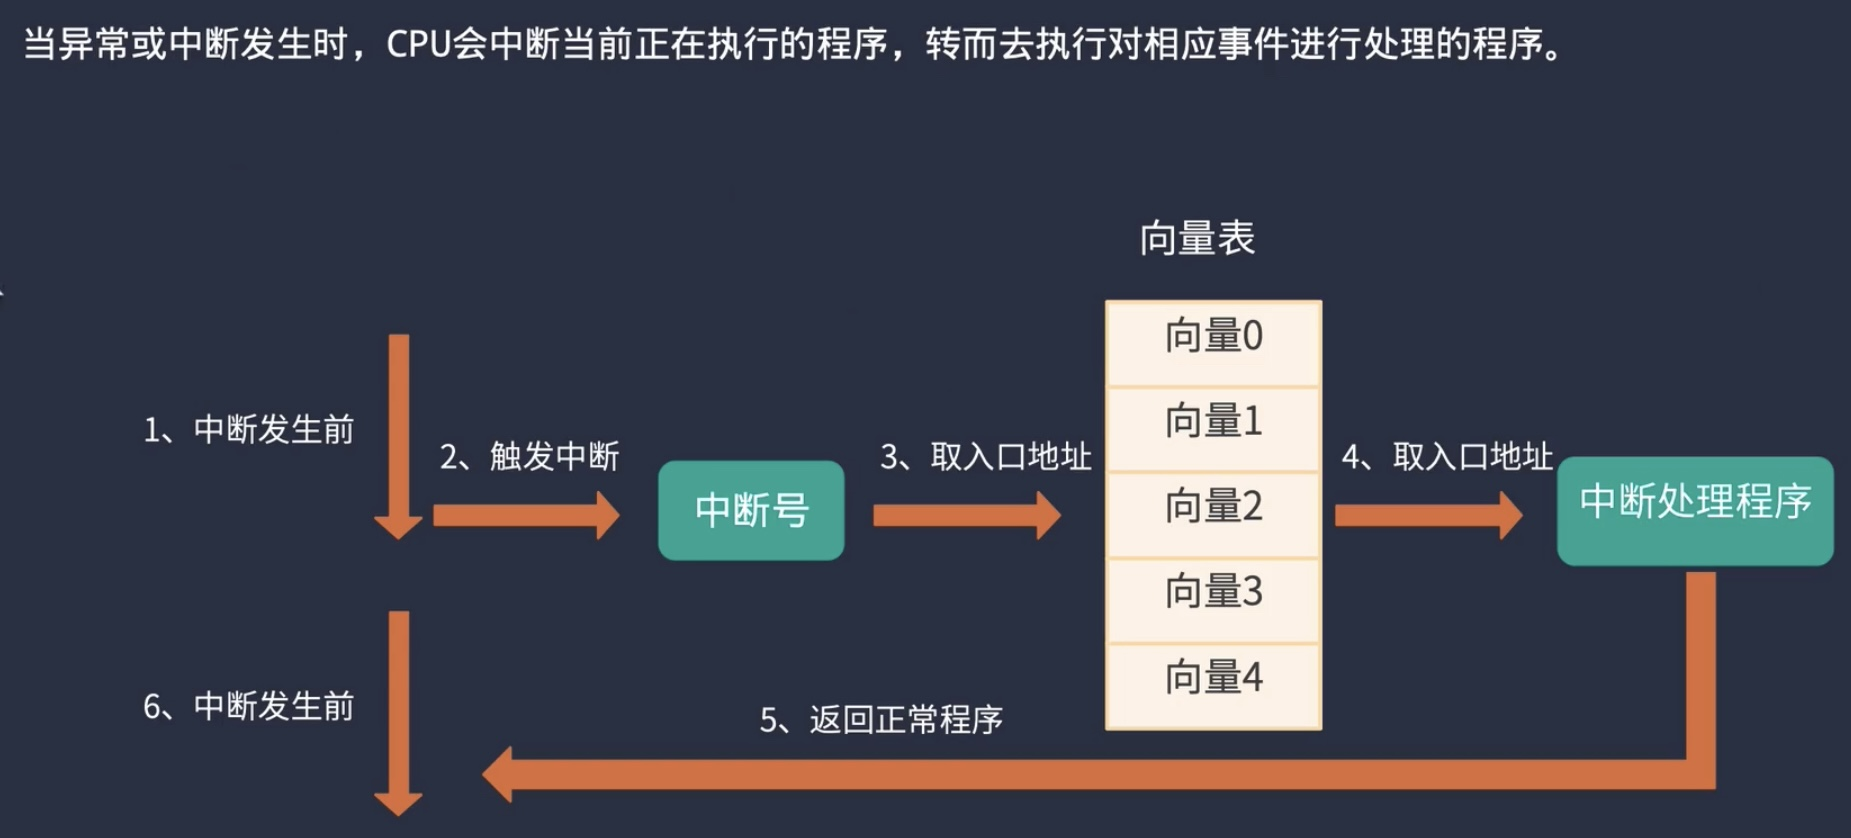 当异常或中断发生时，CPU会中断当前正在执行的程序，转而去执行对相应事件进行处理的程序。
向量表
向量0
向量1
向量2
向量3
向量4
1、中断发生前
2、触发中断
中断号
3、取入口地址
4、取入口地址
中断处理程序
5、返回正常程序
6、中断发生前